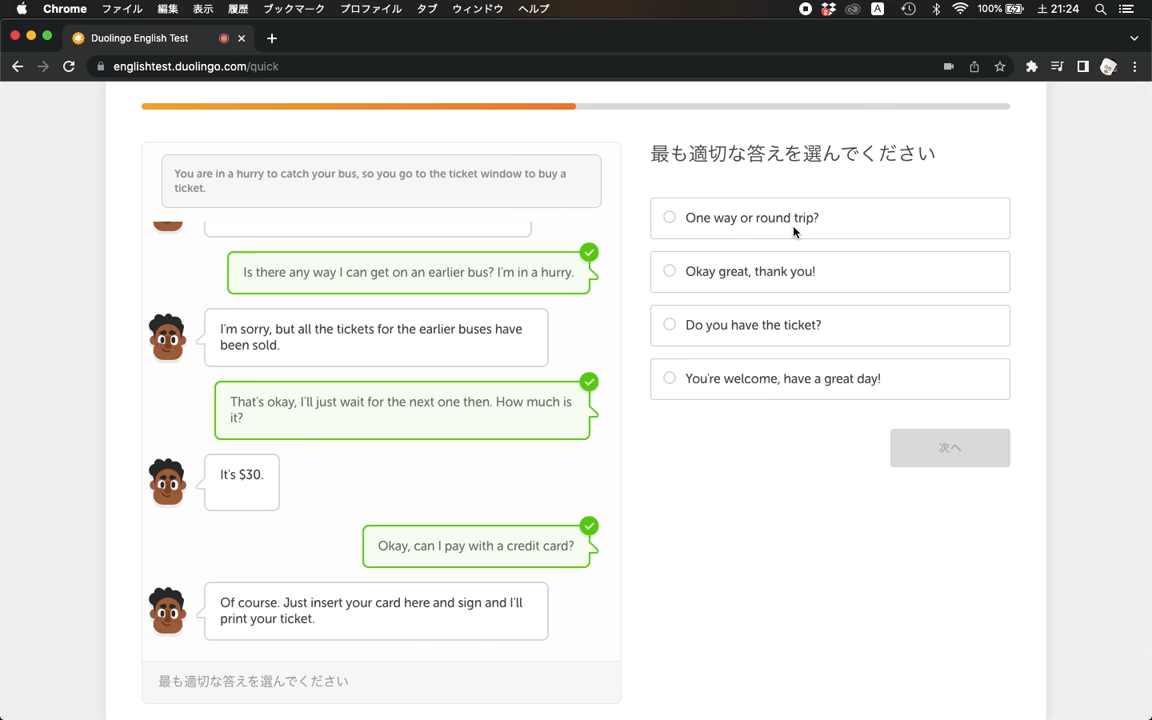 Chrome ファイル 編集 表示 履歴 ブックマーク プロファイル タブ ウィンドウ ヘルプ A 100% 土 21:24
Duolingo English Test
englishtest.duolingo.com/quick
You are in a hurry to catch your bus, so you go to the ticket window to buy a
ticket.
Is there any way I can get on an earlier bus? I'm in a hurry.
I'm sorry, but all the tickets for the earlier buses have
been sold.
That's okay, I'll just wait for the next one then. How much is
it?
It's $30.
Okay, can I pay with a credit card?
Of course. Just insert your card here and sign and I'll
print your ticket.
最も適切な答えを選んでください
最も適切な答えを選んでください
One way or round trip?
Okay great, thank you!
Do you have the ticket?
You're welcome, have a great day!
次へ